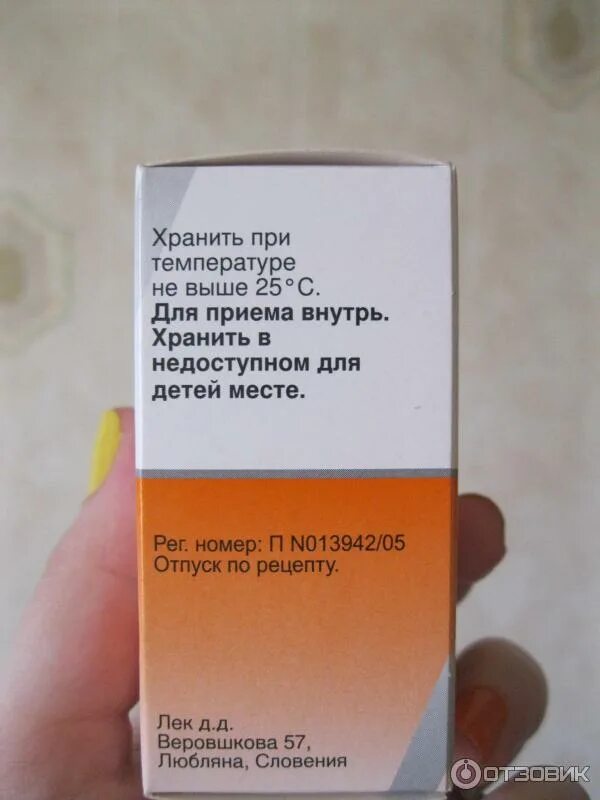 Хранить при
температуре
не выше 25°С.
Для приема внутрь.
Хранить в
недоступном для
детей месте.
Рег. номер: П N013942/05
Отпуск по рецепту.
Лек д.д.
Веровшкова 57,
Любляна, Словения
ОТЗОВИК